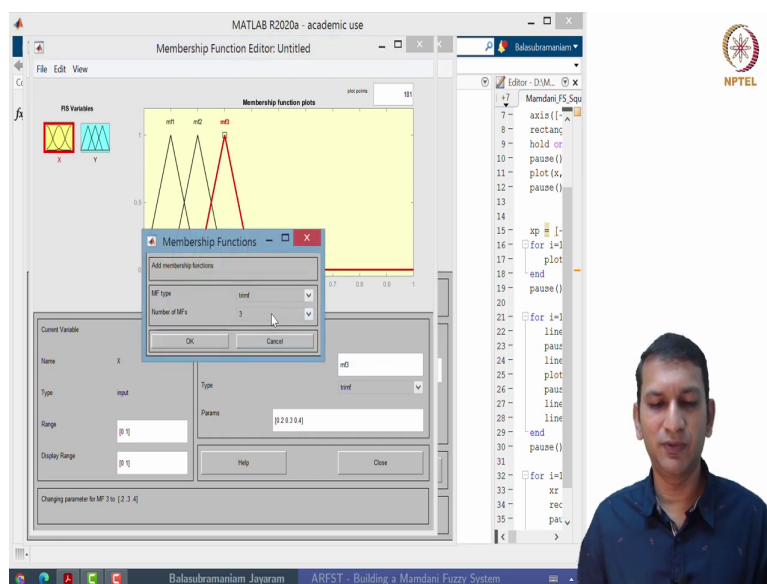 MATLAB R2020a - academic use
Membership Function Editor: Untitled
Balasubramaniam
NPTEL
File Edit View
FIS Variables
X Y
Membership function plots
plot points: 181
mf1 mf2 mf3
1
0.5
0.7 0.8 0.9 1
Membership Functions
Add membership functions
MF type trimf
Number of MFs 3
OK Cancel
Current Variable
Name X
Type input
Range [0 1]
Display Range [0 1]
mf3
Type trimf
Params [0.2 0.3 0.4]
Help Close
Changing parameter for MF 3 to [.2 .3 .4]
Editor - D:\M...
+7 Mamdani_FS_Squ
7 - axis([-
8 - rectang
9 - hold on
10 - pause()
11 - plot(x,
12 - pause()
13
14
15 - xp = [-
16 - for i=1
17 - plot
18 - end
19 - pause()
20
21 - for i=1
22 - line
23 - paus
24 - line
25 - plot
26 - paus
27 - line
28 - line
29 - end
30 - pause()
31
32 - for i=1
33 - xr
34 - rec
35 - pau
Balasubramaniam Jayaram ARFST - Building a Mamdani Fuzzy System